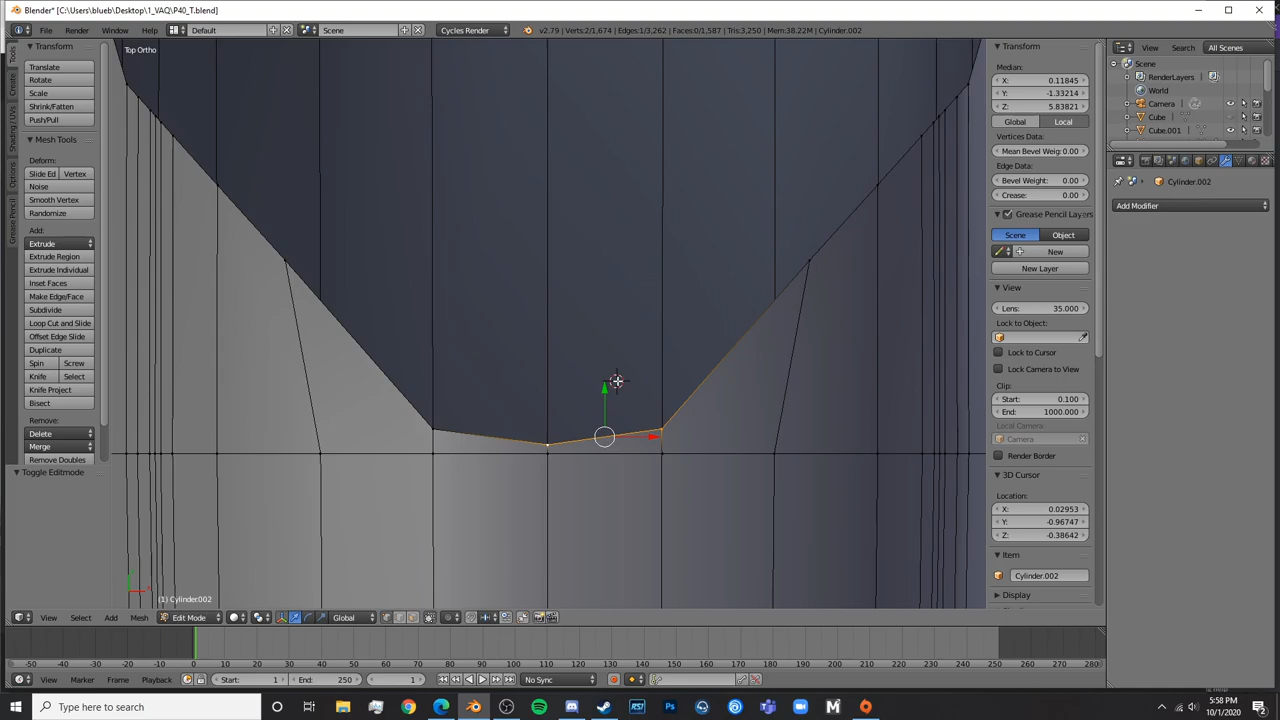 Blender* [C:\Users\blueb\Desktop\1_VAQ\P40_T.blend]
File Render Window Help Default Scene Cycles Render v2.79 | Verts:2/1,674 | Edges:1/3,262 | Faces:0/1,587 | Tris:3,250 | Mem:38.22M | Cylinder.002
View Search All Scenes
Tools
Create
Shading / UVs
Options
Grease Pencil
Transform
Translate
Rotate
Scale
Shrink/Fatten
Push/Pull
Mesh Tools
Deform:
Slide Ed Vertex
Noise
Smooth Vertex
Randomize
Add:
Extrude
Extrude Region
Extrude Individual
Inset Faces
Make Edge/Face
Subdivide
Loop Cut and Slide
Offset Edge Slide
Duplicate
Spin Screw
Knife Select
Knife Project
Bisect
Remove:
Delete
Merge
Remove Doubles
Toggle Editmode
Top Ortho
(1) Cylinder.002
Transform
Median:
X: 0.11845
Y: -1.33214
Z: 5.83821
Global Local
Vertices Data:
Mean Bevel Weig:0.00
Edge Data:
Bevel Weight: 0.00
Crease: 0.00
Grease Pencil Layers
Scene Object
New
New Layer
View
Lens: 35.000
Lock to Object:
Lock to Cursor
Lock Camera to View
Clip:
Start: 0.100
End: 1000.000
Local Camera:
Camera
Render Border
3D Cursor
Location:
X: 0.02953
Y: -0.96747
Z: -0.38642
Item
Cylinder.002
Display
Scene
RenderLayers
World
Camera
Cube
Cube.001
Cylinder.002
Add Modifier
View Select Add Mesh Edit Mode Global
-50 -40 -30 -20 -10 0 10 20 30 40 50 60 70 80 90 100 110 120 130 140 150 160 170 180 190 200 210 220 230 240 250 260 270 280
View Marker Frame Playback Start: 1 End: 250 1 No Sync
Type here to search
RSI
Ps
M
5:58 PM
10/1/2020
2